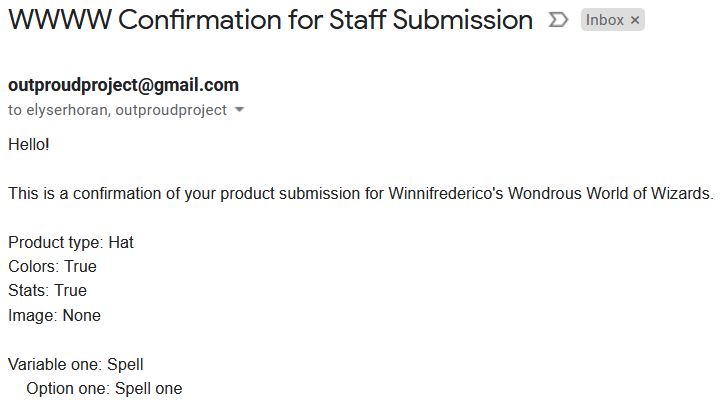 WWWW Confirmation for Staff Submission Inbox ×
outproudproject@gmail.com
to elyserhoran, outproudproject
Hello!
This is a confirmation of your product submission for Winnifrederico's Wondrous World of Wizards.
Product type: Hat
Colors: True
Stats: True
Image: None
Variable one: Spell
Option one: Spell one